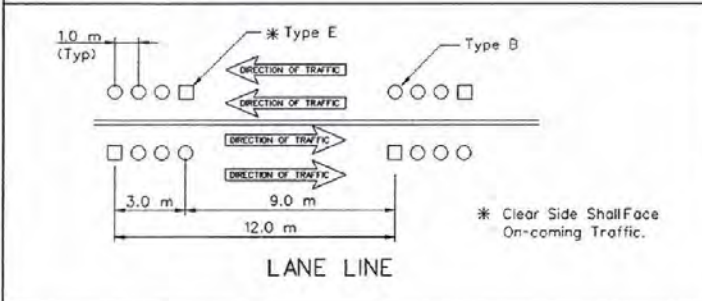 1.0 m
(Typ)
* Type E
Type B
DIRECTION OF TRAFFIC
DIRECTION OF TRAFFIC
DIRECTION OF TRAFFIC
DIRECTION OF TRAFFIC
3.0 m
9.0 m
12.0 m
* Clear Side Shall Face
On-coming Traffic.
LANE LINE